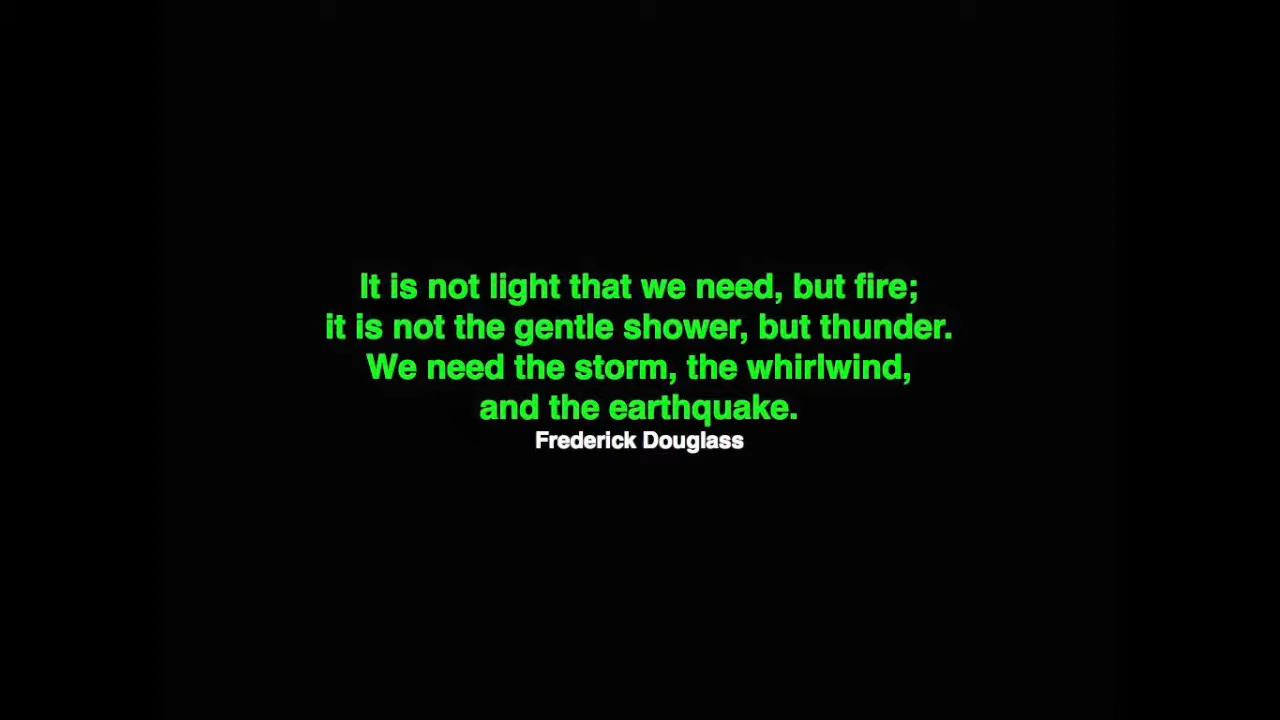 It is not light that we need, but fire;
it is not the gentle shower, but thunder.
We need the storm, the whirlwind,
and the earthquake.
Frederick Douglass